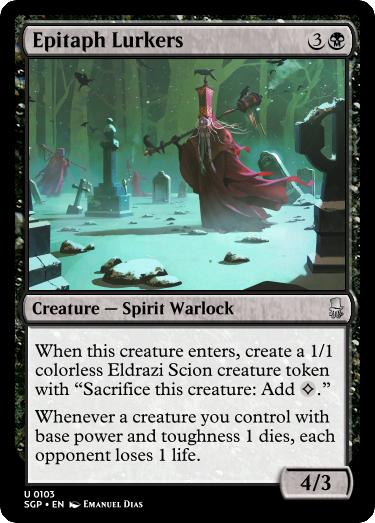 Epitaph Lurkers 3
Creature — Spirit Warlock
When this creature enters, create a 1/1
colorless Eldrazi Scion creature token
with “Sacrifice this creature: Add .”
Whenever a creature you control with
base power and toughness 1 dies, each
opponent loses 1 life.
4/3
U 0103
SGP • EN Emanuel Dias